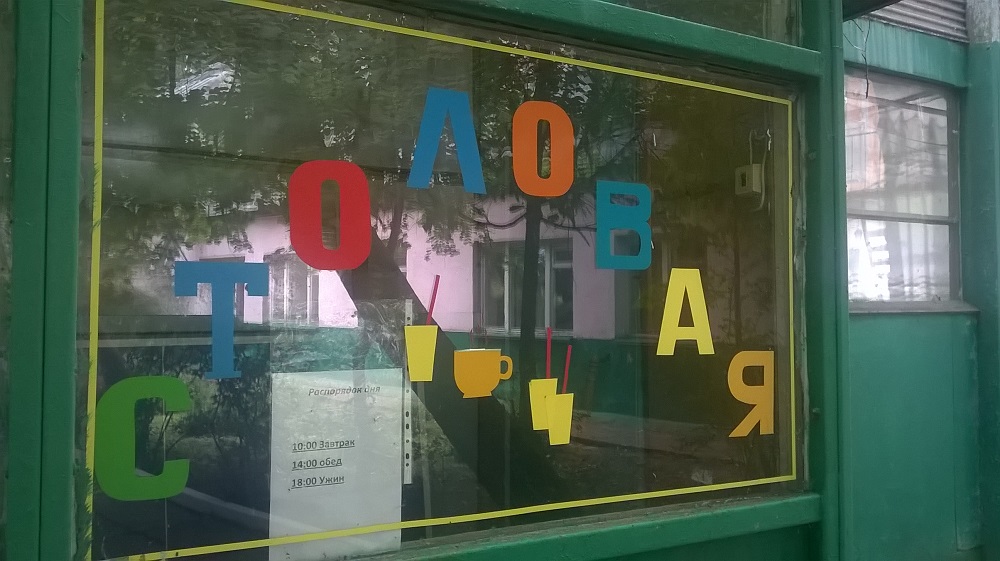 СТОЛОВАЯ
Распорядок дня
10:00 Завтрак
14:00 обед
18:00 Ужин